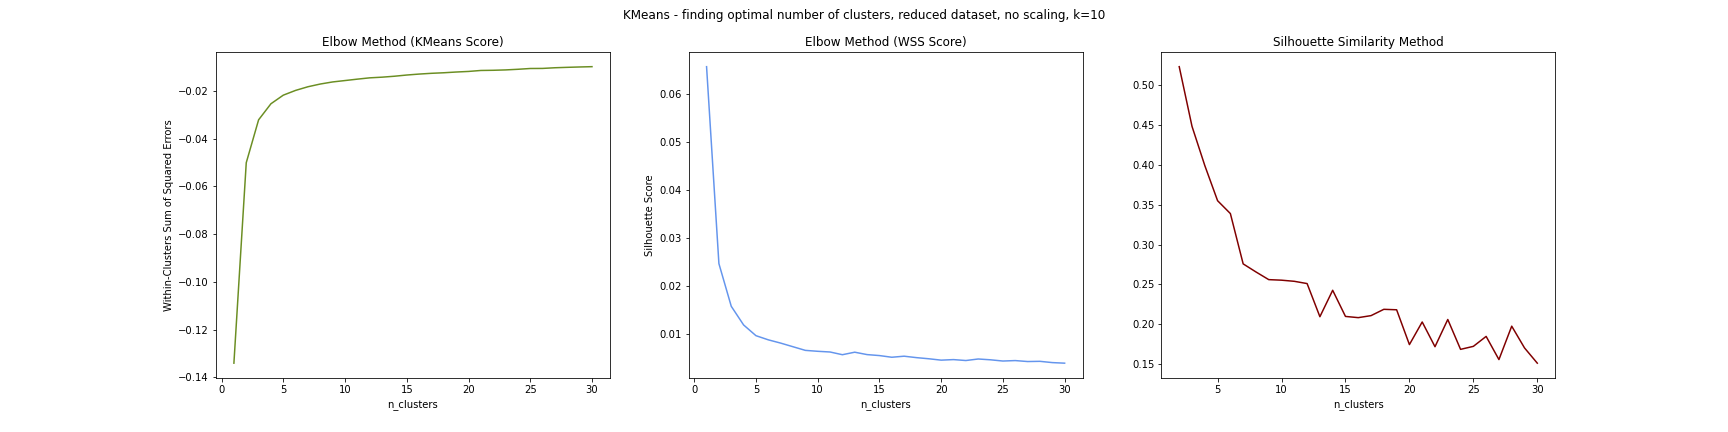 KMeans - finding optimal number of clusters, reduced dataset, no scaling, k=10
Elbow Method (KMeans Score)
Within-Clusters Sum of Squared Errors
−0.02
−0.04
−0.06
−0.08
−0.10
−0.12
−0.14
0 5 10 15 20 25 30
n_clusters
Elbow Method (WSS Score)
Silhouette Score
0.06
0.05
0.04
0.03
0.02
0.01
0 5 10 15 20 25 30
n_clusters
Silhouette Similarity Method
0.50
0.45
0.40
0.35
0.30
0.25
0.20
0.15
5 10 15 20 25 30
n_clusters